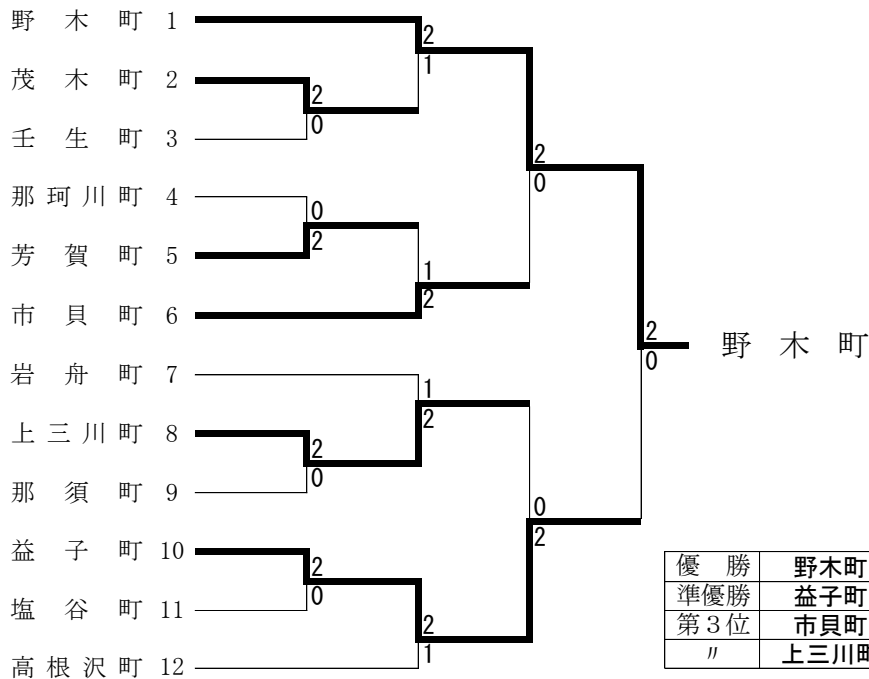 野木町 1
茂木町 2
壬生町 3
那珂川町 4
芳賀町 5
市貝町 6
岩舟町 7
上三川町 8
那須町 9
益子町 10
塩谷町 11
高根沢町 12
2
0
0
2
2
0
2
0
2
1
1
2
1
2
2
1
2
0
0
2
2
0
野木町
優勝 野木町
準優勝 益子町
第3位 市貝町
〃 上三川町